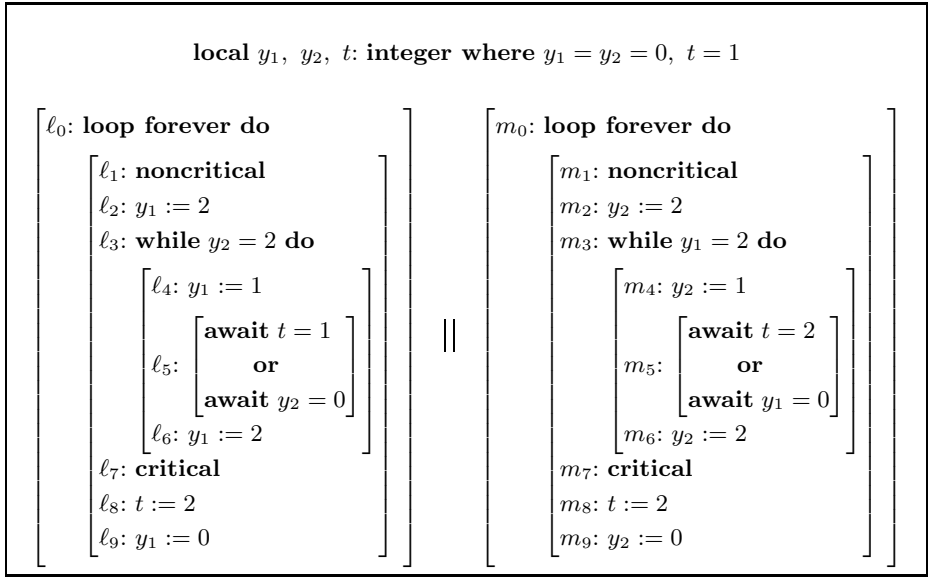 local y₁, y₂, t: integer where y₁ = y₂ = 0, t = 1
ℓ₀: loop forever do
ℓ₁: noncritical
ℓ₂: y₁ := 2
ℓ₃: while y₂ = 2 do
ℓ₄: y₁ := 1
ℓ₅:
await t = 1
or
await y₂ = 0
ℓ₆: y₁ := 2
ℓ₇: critical
ℓ₈: t := 2
ℓ₉: y₁ := 0
||
m₀: loop forever do
m₁: noncritical
m₂: y₂ := 2
m₃: while y₁ = 2 do
m₄: y₂ := 1
m₅:
await t = 2
or
await y₁ = 0
m₆: y₂ := 2
m₇: critical
m₈: t := 2
m₉: y₂ := 0